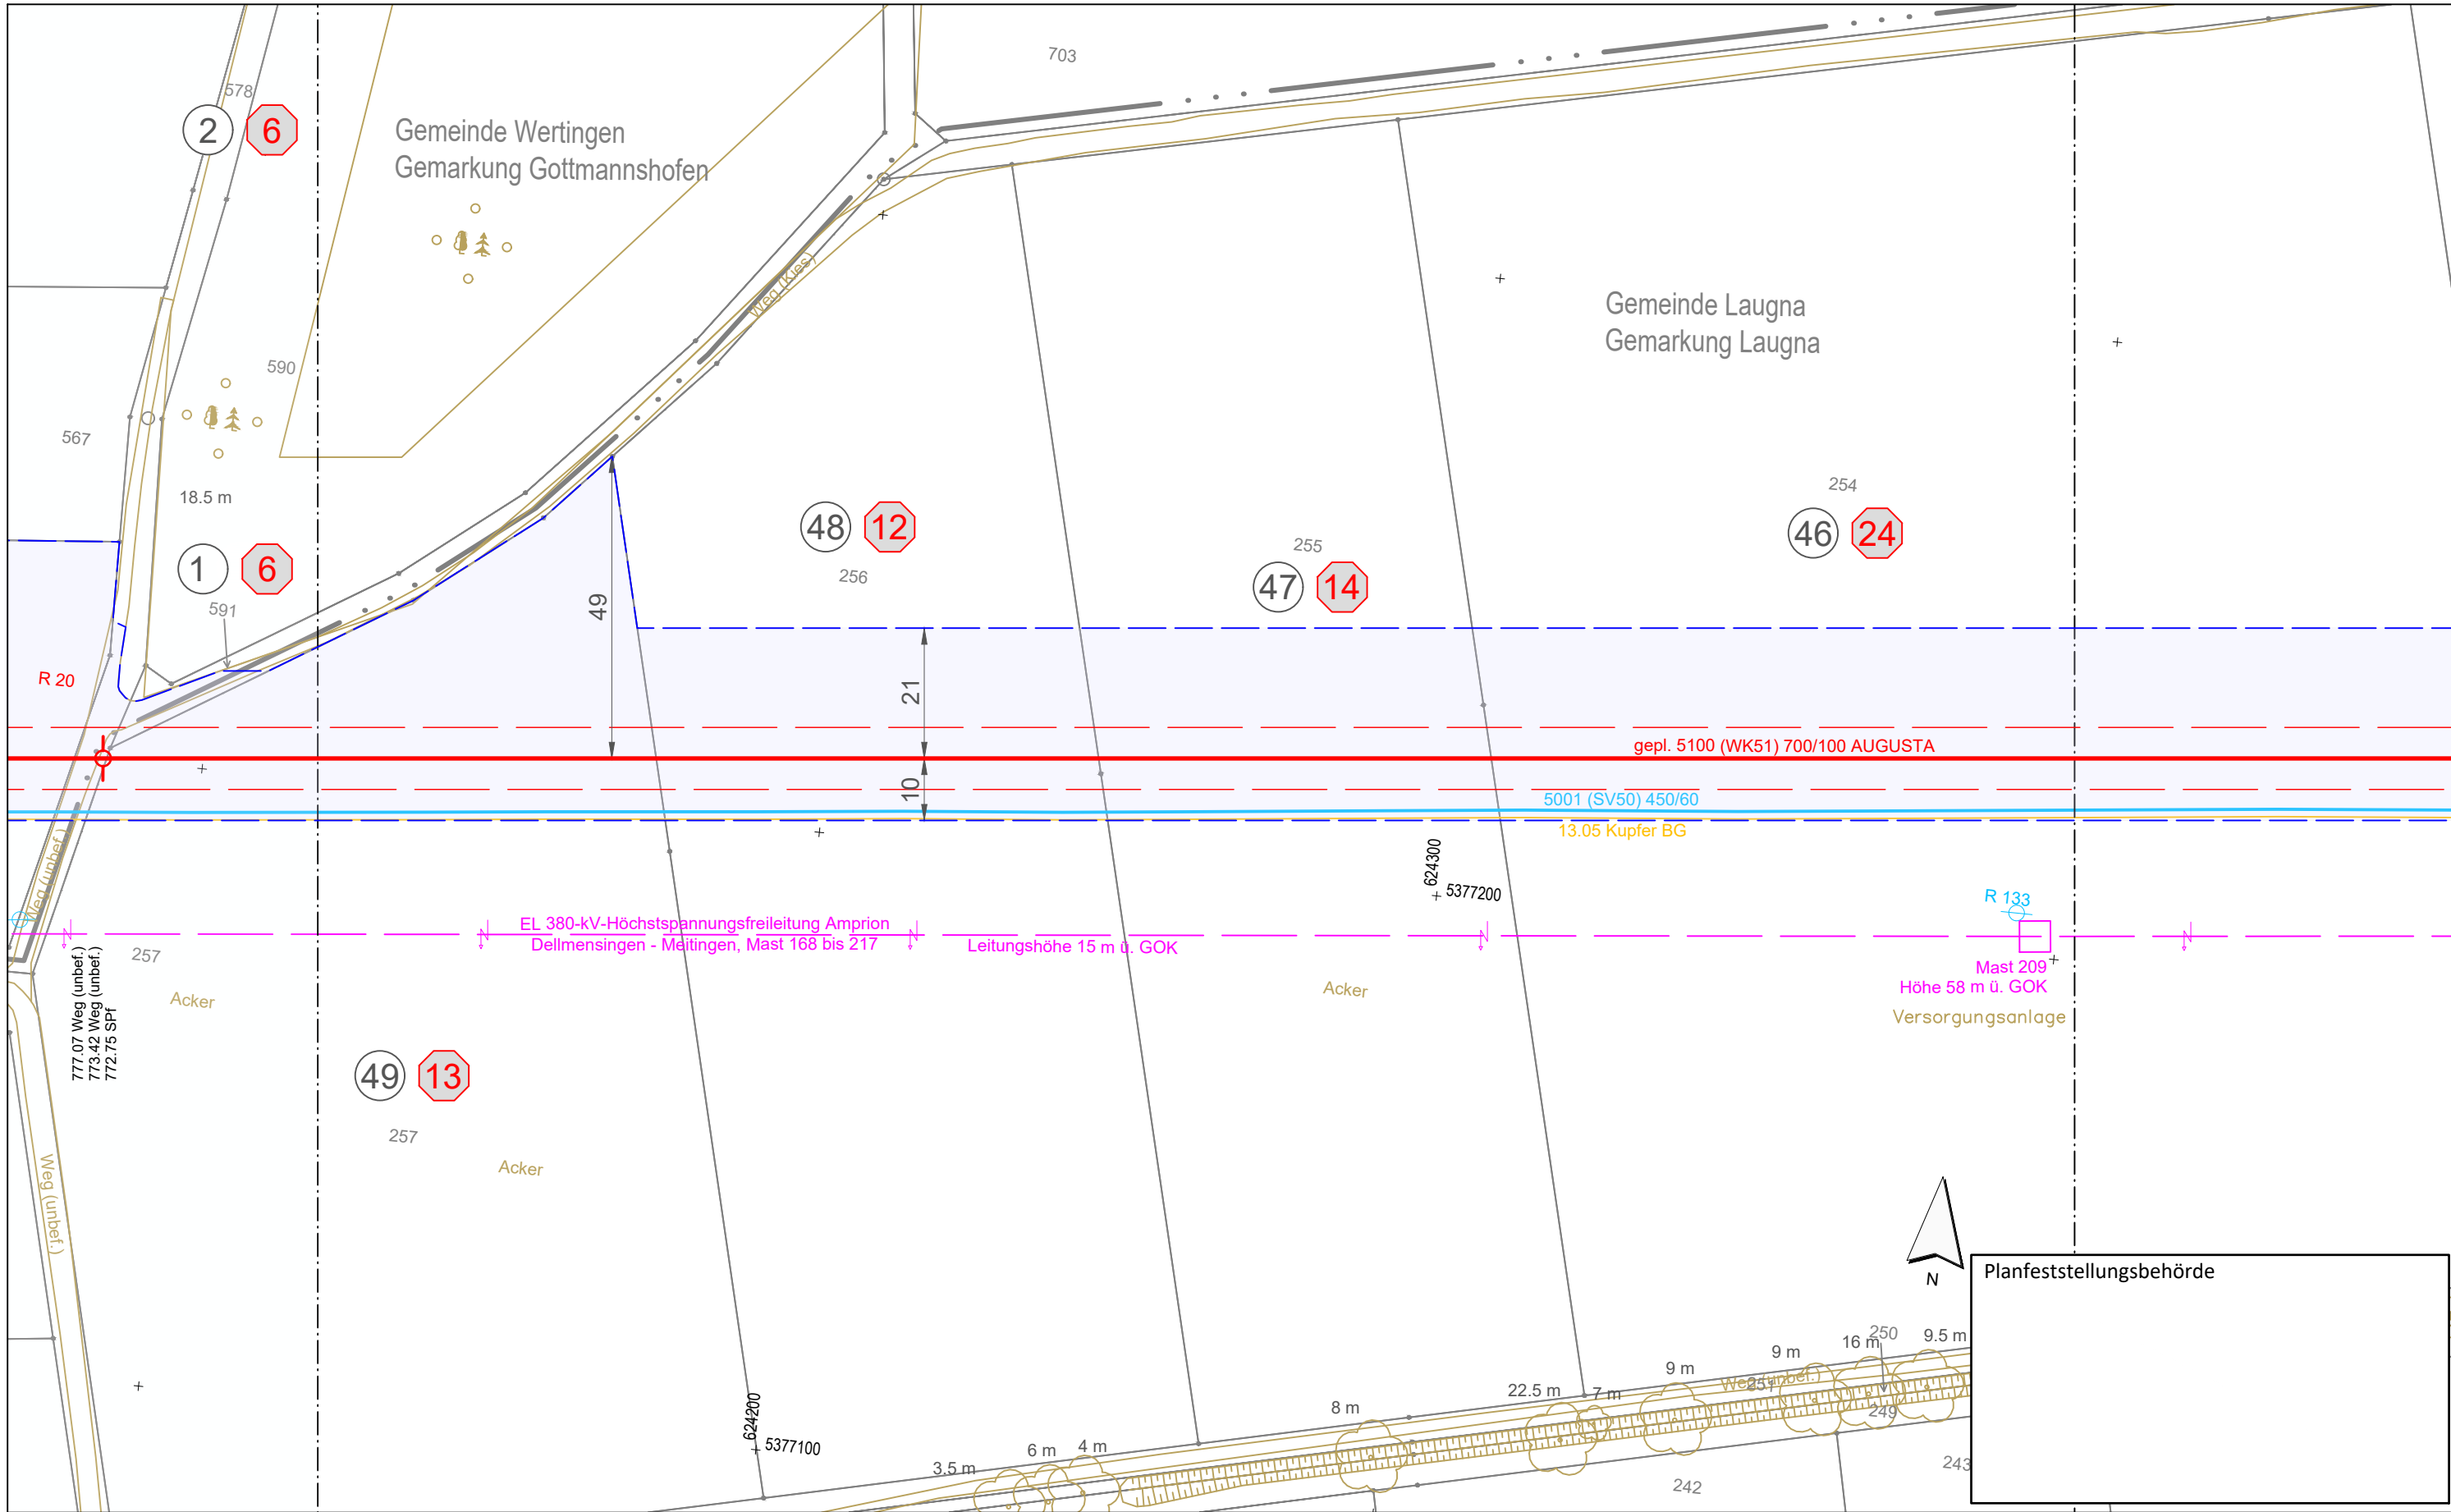 703
578
2
6
Gemeinde Wertingen
Gemarkung Gottmannshofen
Weg (Kies)
Gemeinde Laugna
Gemarkung Laugna
590
567
18.5 m
254
48
12
46
24
255
256
1
6
47
14
591
49
R 20
21
gepl. 5100 (WK51) 700/100 AUGUSTA
10
5001 (SV50) 450/60
13.05 Kupfer BG
Weg (unbef.)
624300
5377200
R 133
EL 380-kV-Höchstspannungsfreileitung Amprion
Dellmensingen - Meitingen, Mast 168 bis 217
Leitungshöhe 15 m ü. GOK
257
Mast 209
Höhe 58 m ü. GOK
Acker
Acker
Versorgungsanlage
777.07 Weg (unbef.)
773.42 Weg (unbef.)
772.75 SPf
49
13
257
Acker
Weg (unbef.)
N
Planfeststellungsbehörde
250
16 m
9.5 m
9 m
9 m
Weg (unbef.)
251
22.5 m
7 m
249
8 m
624200
5377100
6 m
4 m
3.5 m
243
242